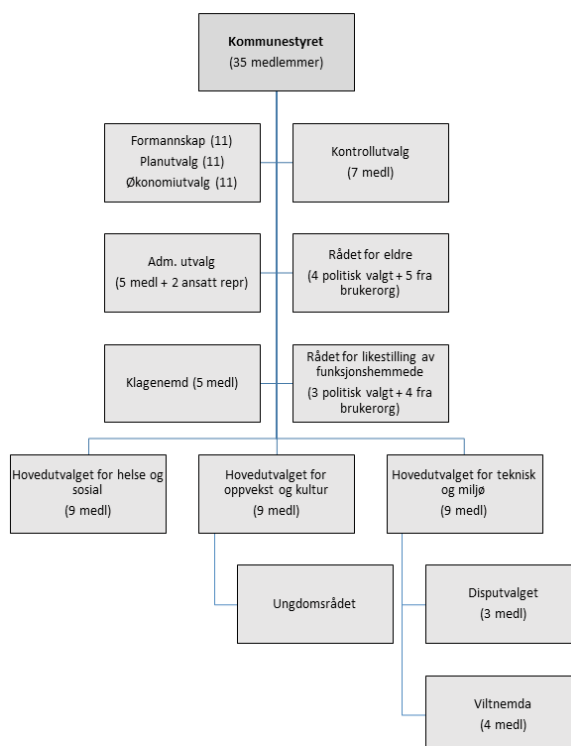 Kommunestyret
(35 medlemmer)
Formannskap (11)
Planutvalg (11)
Økonomiutvalg (11)
Kontrollutvalg
(7 medl)
Adm. utvalg
(5 medl + 2 ansatt repr)
Rådet for eldre
(4 politisk valgt + 5 fra
brukerorg)
Klagenemd (5 medl)
Rådet for likestilling av
funksjonshemmede
(3 politisk valgt + 4 fra
brukerorg)
Hovedutvalget for helse og
sosial
(9 medl)
Hovedutvalget for
oppvekst og kultur
(9 medl)
Hovedutvalget for teknisk
og miljø
(9 medl)
Ungdomsrådet
Disputvalget
(3 medl)
Viltnemda
(4 medl)